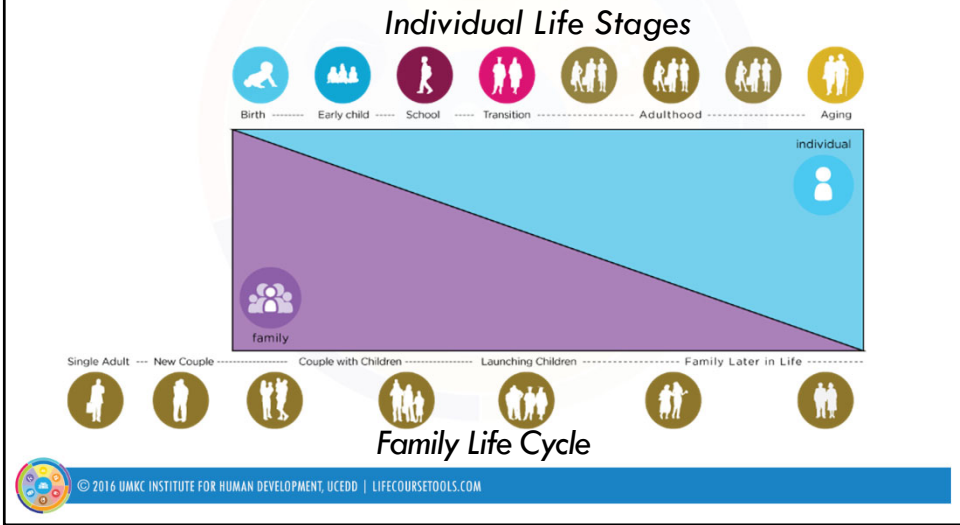 Individual Life Stages
Birth ------- Early child ----- School ----- Transition ---------------- Adulthood ---------------- Aging
individual
family
Single Adult --- New Couple ------------ Couple with Children ------------ Launching Children ----------------- Family Later in Life --------
Family Life Cycle
© 2016 UMKC INSTITUTE FOR HUMAN DEVELOPMENT, UCEDD | LIFECOURSETOOLS.COM